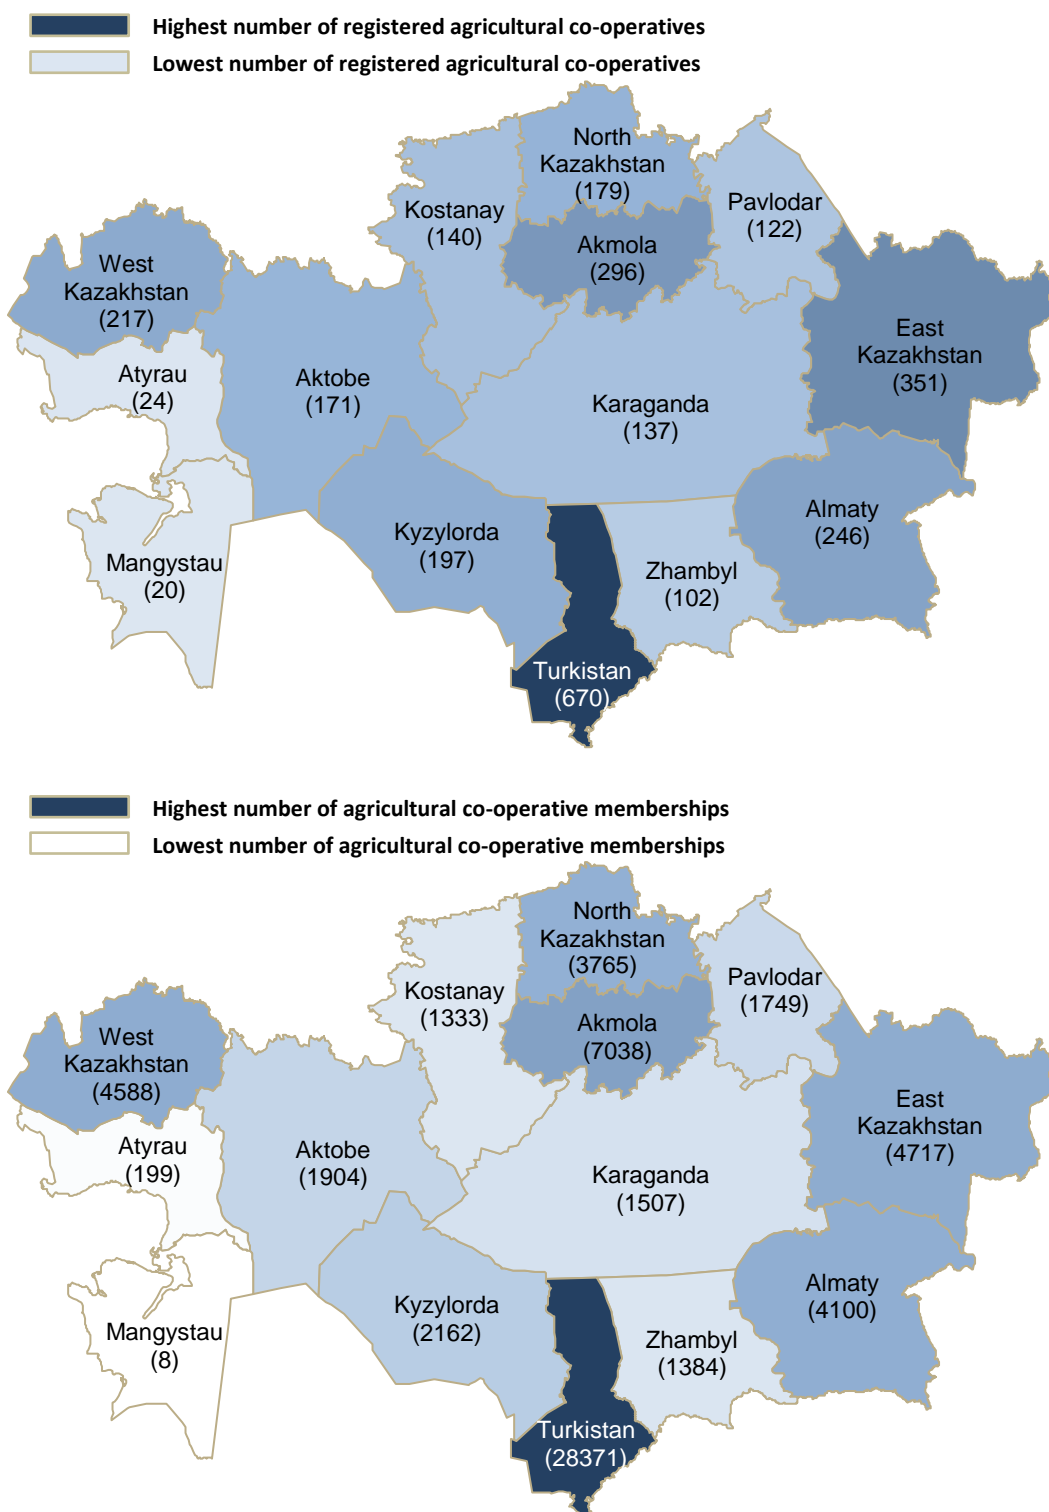 Highest number of registered agricultural co-operatives
Lowest number of registered agricultural co-operatives
North
Kazakhstan
(179)
Kostanay
(140)
Pavlodar
(122)
Akmola
(296)
West
Kazakhstan
(217)
East
Kazakhstan
(351)
Atyrau
(24)
Aktobe
(171)
Karaganda
(137)
Almaty
(246)
Kyzylorda
(197)
Mangystau
(20)
Zhambyl
(102)
Turkistan
(670)
Highest number of agricultural co-operative memberships
Lowest number of agricultural co-operative memberships
North
Kazakhstan
(3765)
Kostanay
(1333)
Pavlodar
(1749)
Akmola
(7038)
West
Kazakhstan
(4588)
East
Kazakhstan
(4717)
Atyrau
(199)
Aktobe
(1904)
Karaganda
(1507)
Almaty
(4100)
Kyzylorda
(2162)
Mangystau
(8)
Zhambyl
(1384)
Turkistan
(28371)